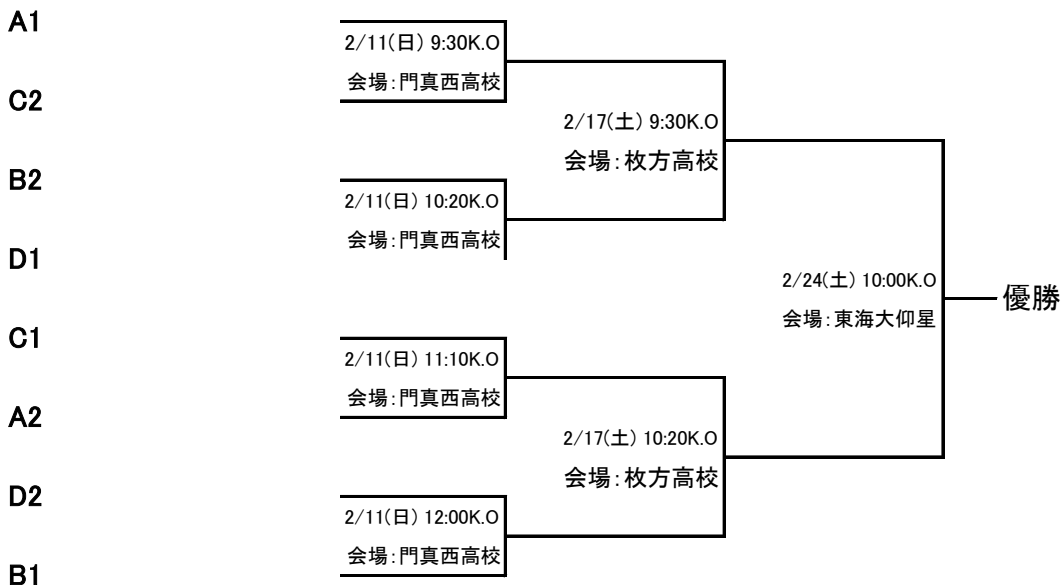 A1
2/11(日) 9:30K.O
会場：門真西高校
C2
2/17(土) 9:30K.O
会場：枚方高校
B2
2/11(日) 10:20K.O
会場：門真西高校
D1
2/24(土) 10:00K.O
会場：東海大仰星
優勝
C1
2/11(日) 11:10K.O
会場：門真西高校
A2
2/17(土) 10:20K.O
会場：枚方高校
D2
2/11(日) 12:00K.O
会場：門真西高校
B1